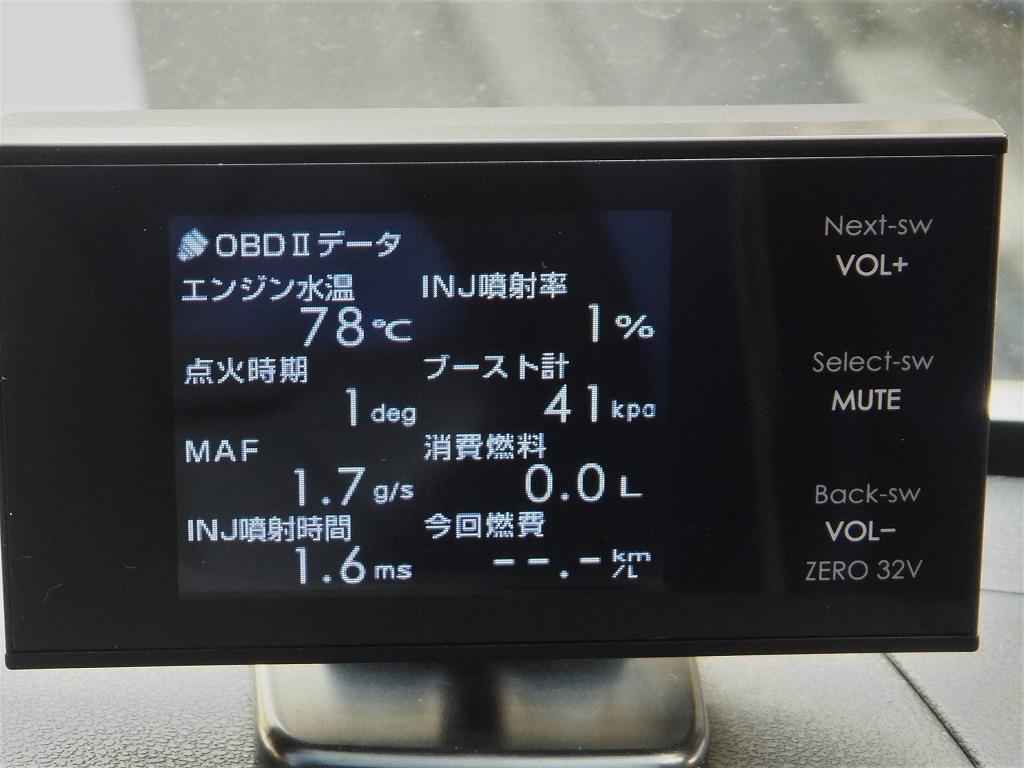 OBDⅡデータ
エンジン水温
78℃
INJ噴射率
1%
点火時期
1deg
ブースト計
41kpa
MAF
1.7g/s
消費燃料
0.0L
INJ噴射時間
1.6ms
今回燃費
--.-km/L
Next-sw
VOL+
Select-sw
MUTE
Back-sw
VOL−
ZERO 32V